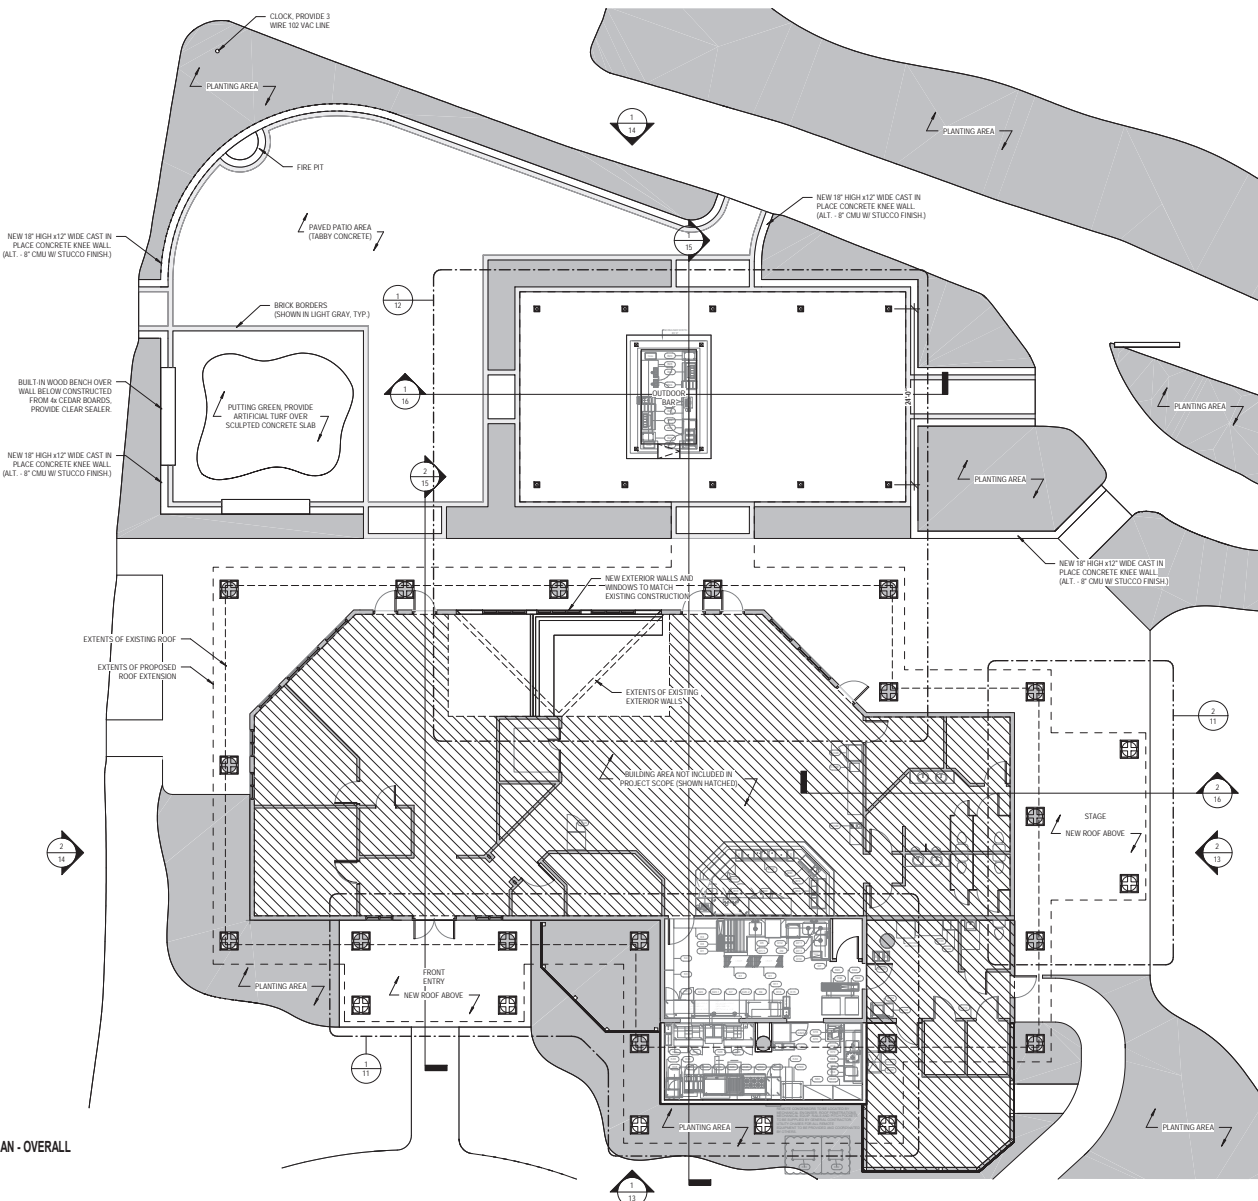 CLOCK, PROVIDE 3
WIRE 102 VAC LINE
PLANTING AREA
1
14
PLANTING AREA
FIRE PIT
NEW 18" HIGH x12" WIDE CAST IN
PLACE CONCRETE KNEE WALL.
(ALT. - 8" CMU W/ STUCCO FINISH.)
PAVED PATIO AREA
(TABBY CONCRETE)
NEW 18" HIGH x12" WIDE CAST IN
PLACE CONCRETE KNEE WALL.
(ALT. - 8" CMU W/ STUCCO FINISH.)
1
15
1
12
BRICK BORDERS
(SHOWN IN LIGHT GRAY, TYP.)
BUILT-IN WOOD BENCH OVER
WALL BELOW CONSTRUCTED
FROM 4x CEDAR BOARDS,
PROVIDE CLEAR SEALER.
1
16
OUTDOOR
BAR
24'-0"
PUTTING GREEN, PROVIDE
ARTIFICIAL TURF OVER
SCULPTED CONCRETE SLAB
PLANTING AREA
NEW 18" HIGH x12" WIDE CAST IN
PLACE CONCRETE KNEE WALL.
(ALT. - 8" CMU W/ STUCCO FINISH.)
2
15
PLANTING AREA
NEW 18" HIGH x12" WIDE CAST IN
PLACE CONCRETE KNEE WALL.
(ALT. - 8" CMU W/ STUCCO FINISH.)
NEW EXTERIOR WALLS AND
WINDOWS TO MATCH
EXISTING CONSTRUCTION
EXTENTS OF EXISTING ROOF
EXTENTS OF PROPOSED
ROOF EXTENSION
EXTENTS OF EXISTING
EXTERIOR WALLS
2
11
BUILDING AREA NOT INCLUDED IN
PROJECT SCOPE (SHOWN HATCHED)
2
16
STAGE
NEW ROOF ABOVE
2
14
2
13
FRONT
ENTRY
NEW ROOF ABOVE
PLANTING AREA
1
11
PLANTING AREA
PLANTING AREA
AN - OVERALL
1
13